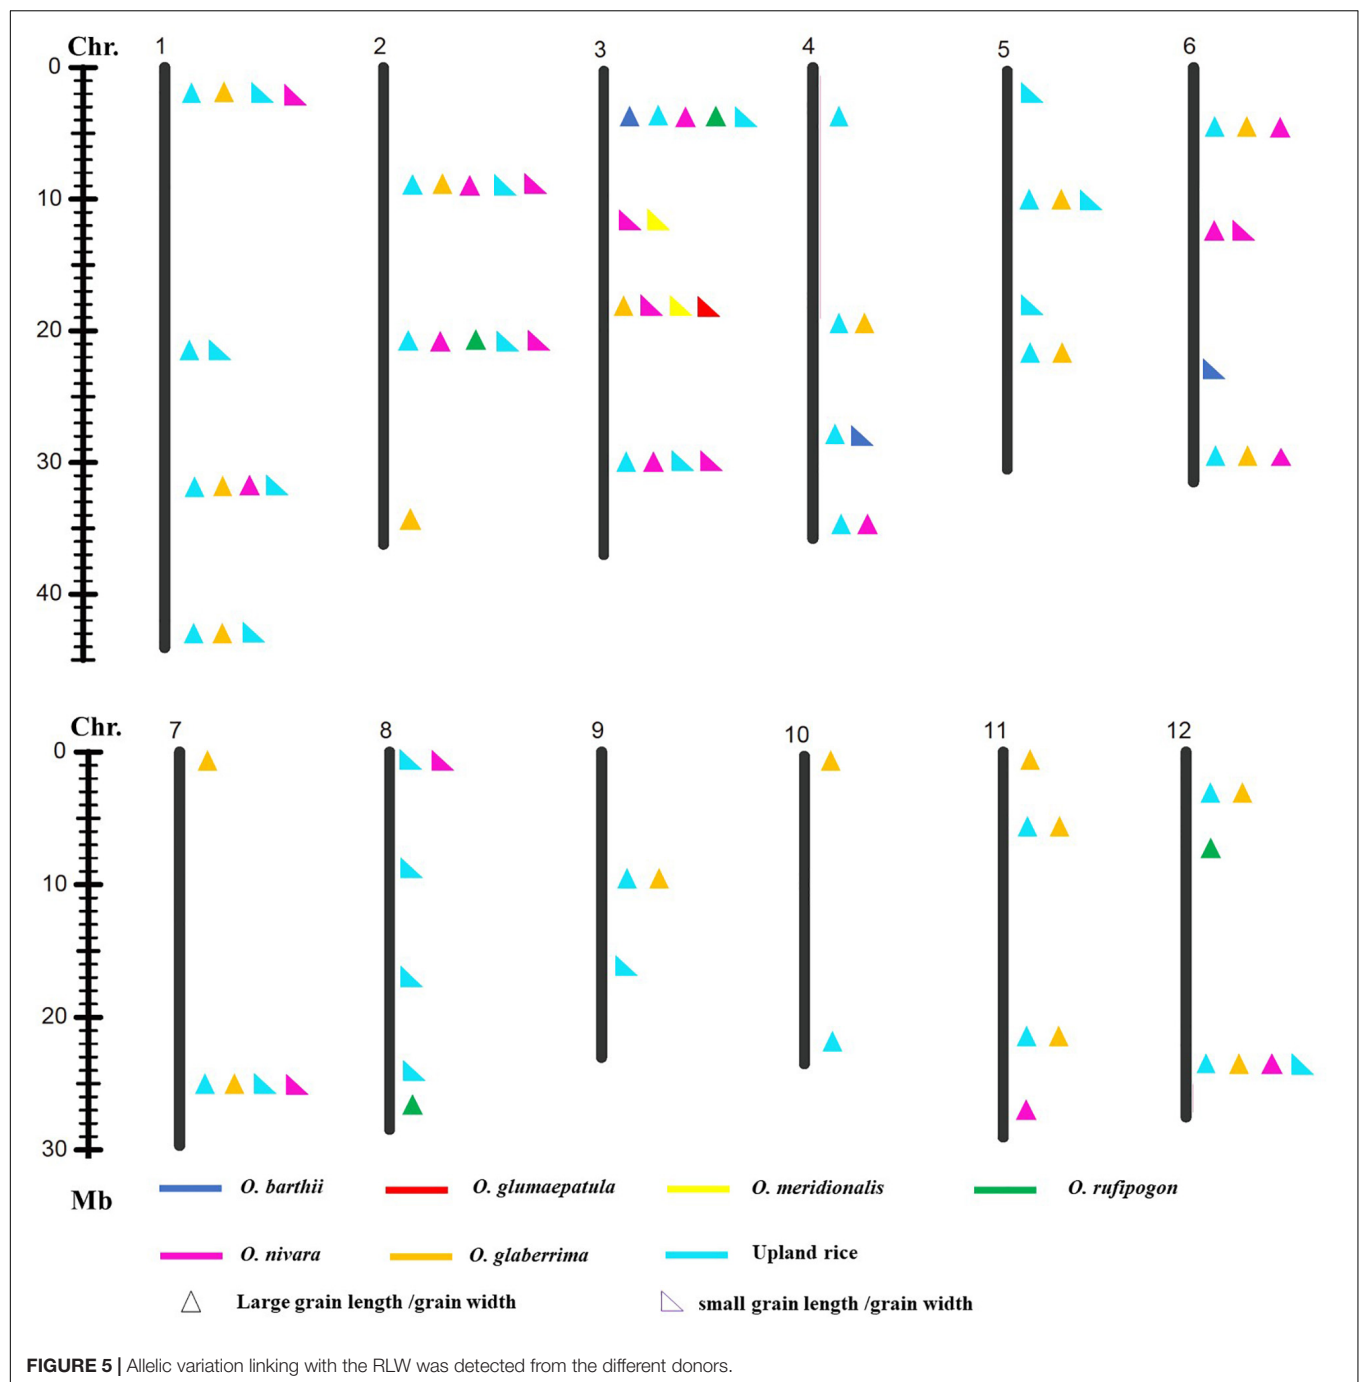 Chr. 1 2 3 4 5 6
0
10
20
30
40
Chr. 7 8 9 10 11 12
0
10
20
30
Mb
O. barthii O. glumaepatula O. meridionalis O. rufipogon
O. nivara O. glaberrima Upland rice
Large grain length /grain width small grain length /grain width
FIGURE 5 | Allelic variation linking with the RLW was detected from the different donors.